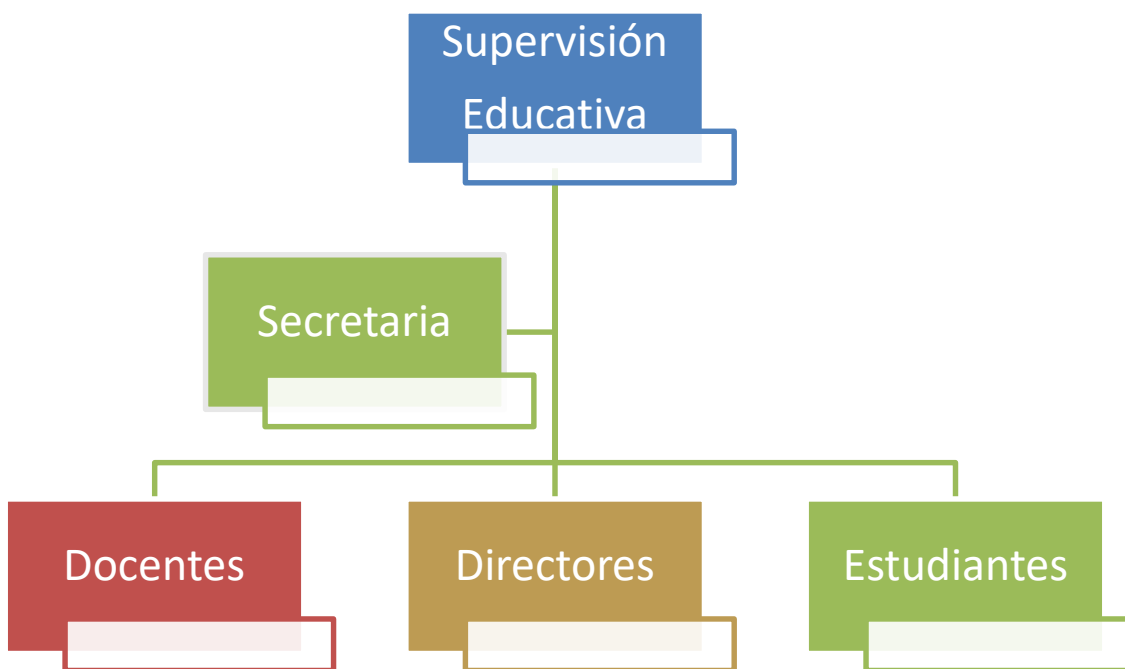 Supervisión
Educativa
Secretaria
Docentes
Directores
Estudiantes